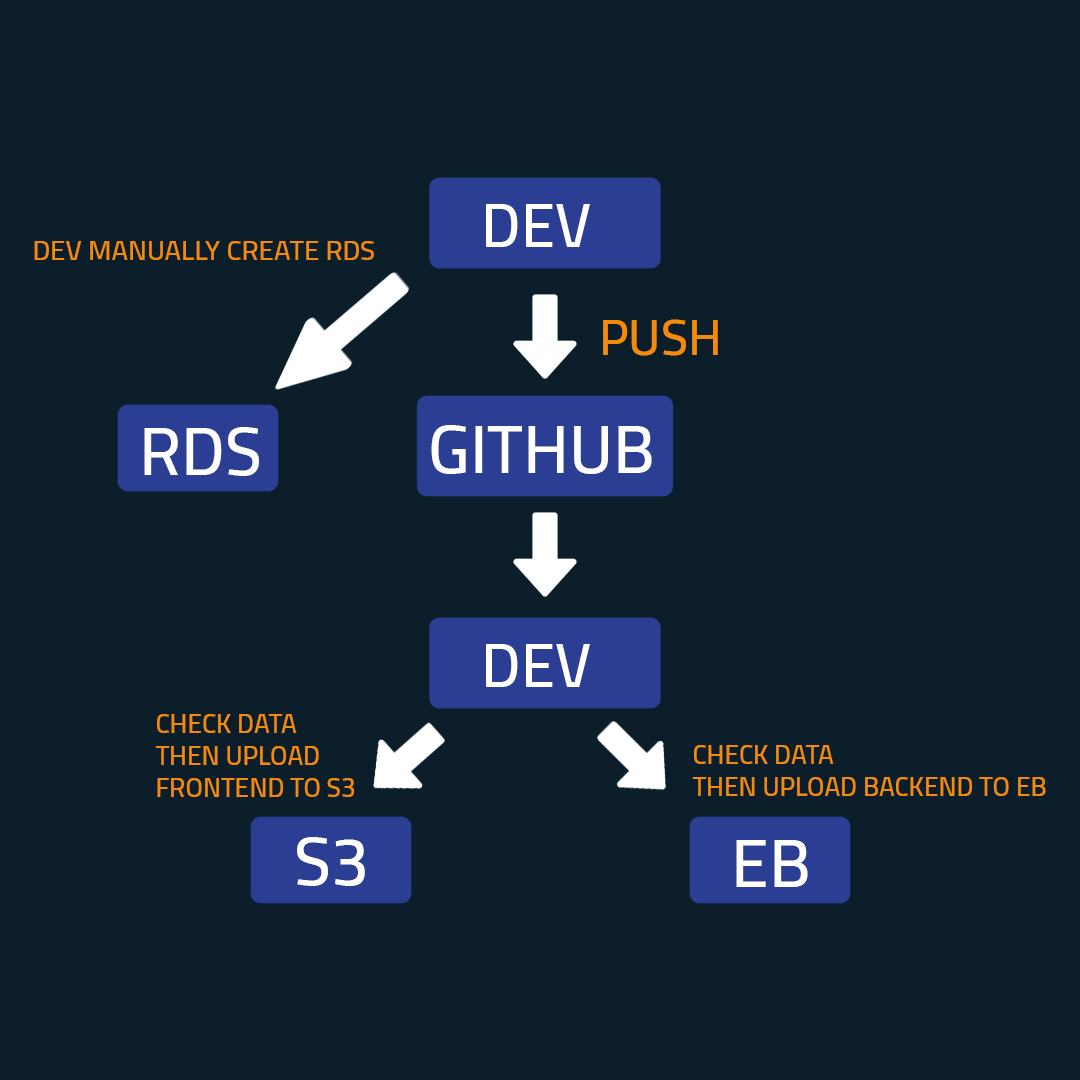 DEV
DEV MANUALLY CREATE RDS
PUSH
RDS
GITHUB
DEV
CHECK DATA
THEN UPLOAD
FRONTEND TO S3
CHECK DATA
THEN UPLOAD BACKEND TO EB
S3
EB